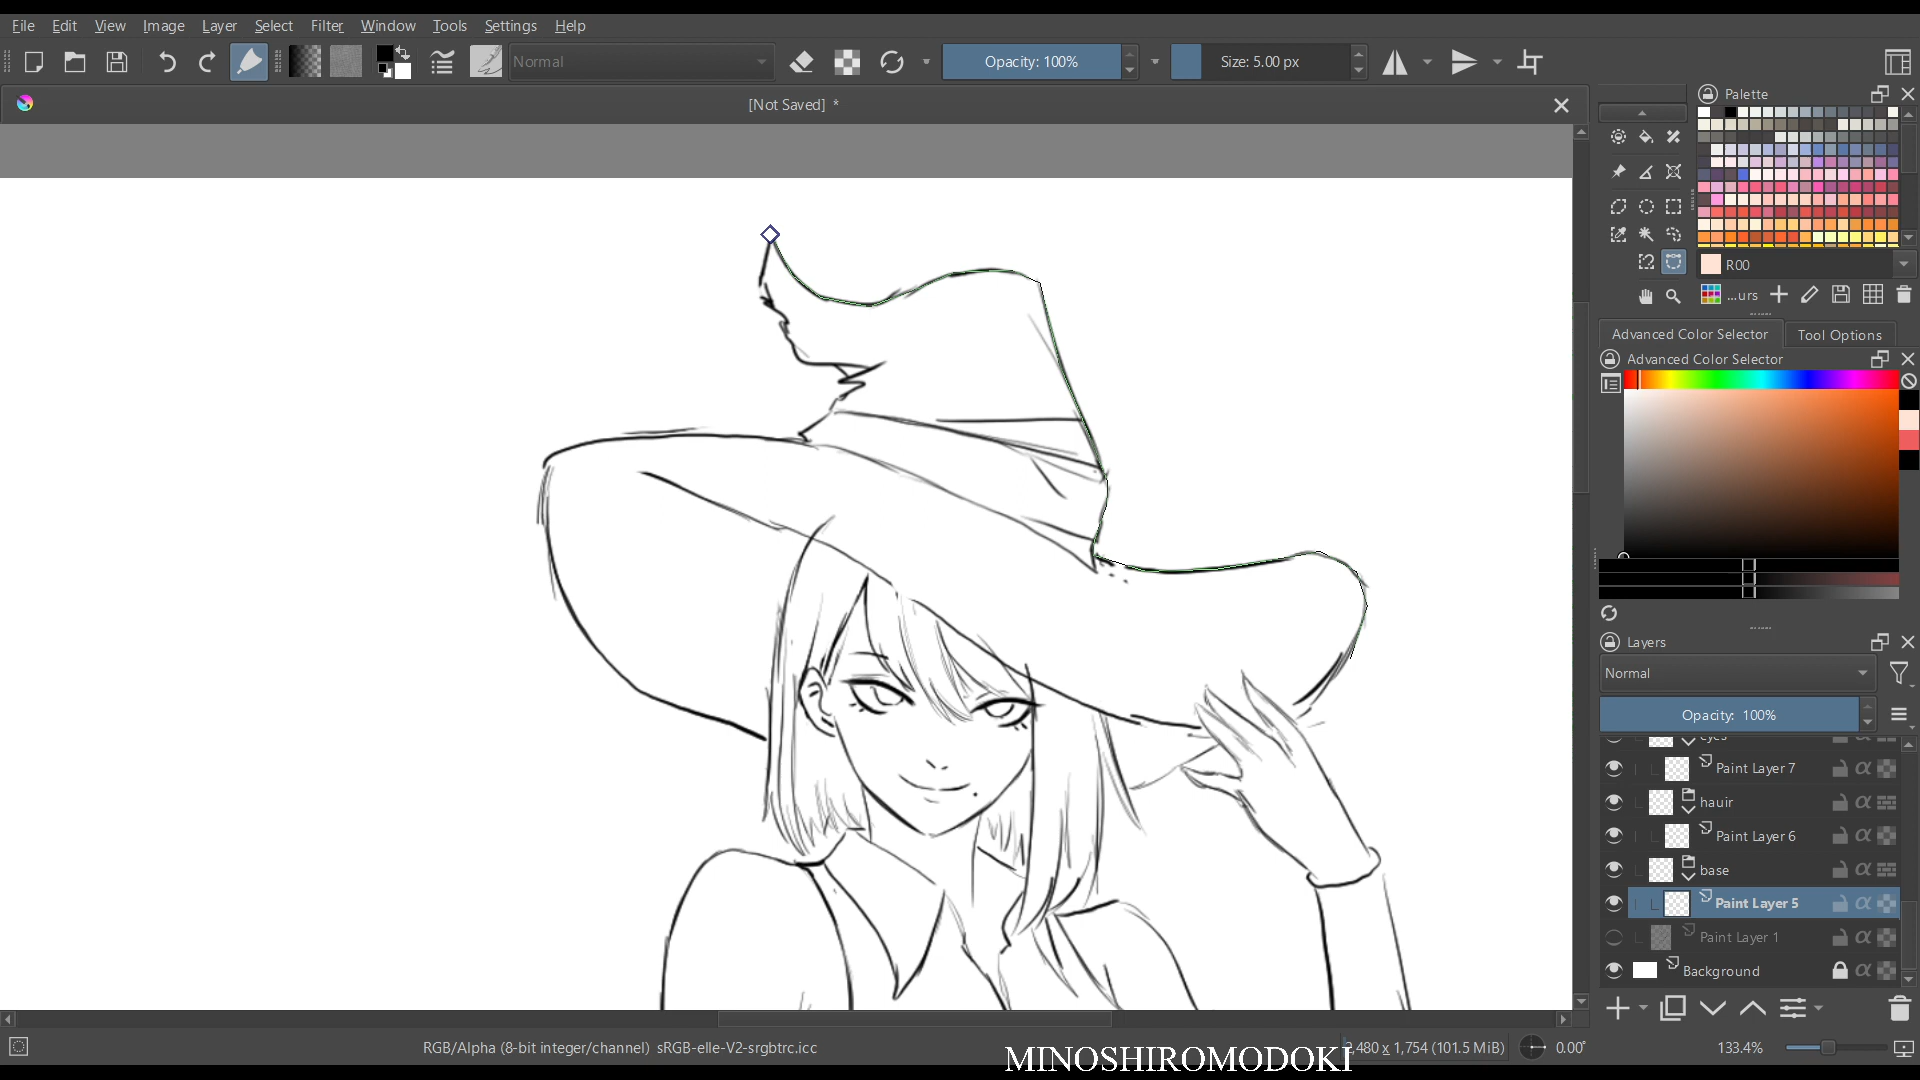 File Edit View Image Layer Select Filter Window Tools Settings Help
Normal Opacity: 100% Size: 5.00 px
[Not Saved] *
Palette
R00
...urs
Advanced Color Selector Tool Options
Advanced Color Selector
Layers
Normal
Opacity: 100%
eyes
Paint Layer 7
hauir
Paint Layer 6
base
Paint Layer 5
Paint Layer 1
Background
RGB/Alpha (8-bit integer/channel) sRGB-elle-V2-srgbtrc.icc
MINOSHIROMODOKI
2,480 x 1,754 (101.5 MiB) 0.00° 133.4%